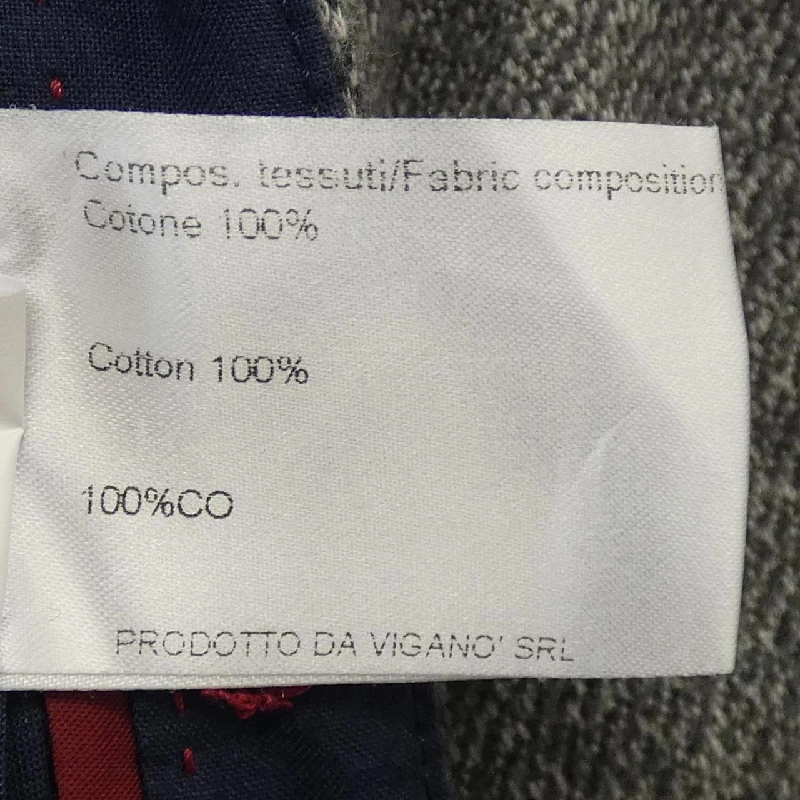 Compos. tessuti/Fabric composition
Cotone 100%
Cotton 100%
100%CO
PRODOTTO DA VIGANO' SRL